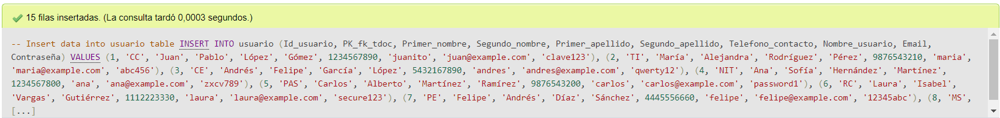 15 filas insertadas. (La consulta tardó 0,0003 segundos.)
-- Insert data into usuario table INSERT INTO usuario (Id_usuario, PK_fk_tdoc, Primer_nombre, Segundo_nombre, Primer_apellido, Segundo_apellido, Telefono_contacto, Nombre_usuario, Email,
Contraseña) VALUES (1, 'CC', 'Juan', 'Pablo', 'López', 'Gómez', 1234567890, 'juanito', 'juan@example.com', 'clave123'), (2, 'TI', 'María', 'Alejandra', 'Rodríguez', 'Pérez', 9876543210, 'maria',
'maria@example.com', 'abc456'), (3, 'CE', 'Andrés', 'Felipe', 'García', 'López', 5432167890, 'andres', 'andres@example.com', 'qwerty12'), (4, 'NIT', 'Ana', 'Sofía', 'Hernández', 'Martínez',
1234567800, 'ana', 'ana@example.com', 'zxcv789'), (5, 'PAS', 'Carlos', 'Alberto', 'Martínez', 'Ramírez', 9876543200, 'carlos', 'carlos@example.com', 'password1'), (6, 'RC', 'Laura', 'Isabel',
'Vargas', 'Gutiérrez', 1112223330, 'laura', 'laura@example.com', 'secure123'), (7, 'PE', 'Felipe', 'Andrés', 'Díaz', 'Sánchez', 4445556660, 'felipe', 'felipe@example.com', '12345abc'), (8, 'MS',
[...]